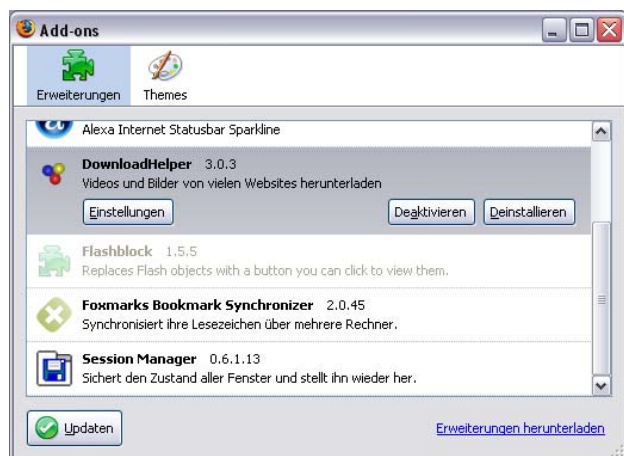 Add-ons
Erweiterungen Themes
Alexa Internet Statusbar Sparkline
DownloadHelper 3.0.3
Videos und Bilder von vielen Websites herunterladen
Einstellungen Deaktivieren Deinstallieren
Flashblock 1.5.5
Replaces Flash objects with a button you can click to view them.
Foxmarks Bookmark Synchronizer 2.0.45
Synchronisiert ihre Lesezeichen über mehrere Rechner.
Session Manager 0.6.1.13
Sichert den Zustand aller Fenster und stellt ihn wieder her.
Updaten Erweiterungen herunterladen